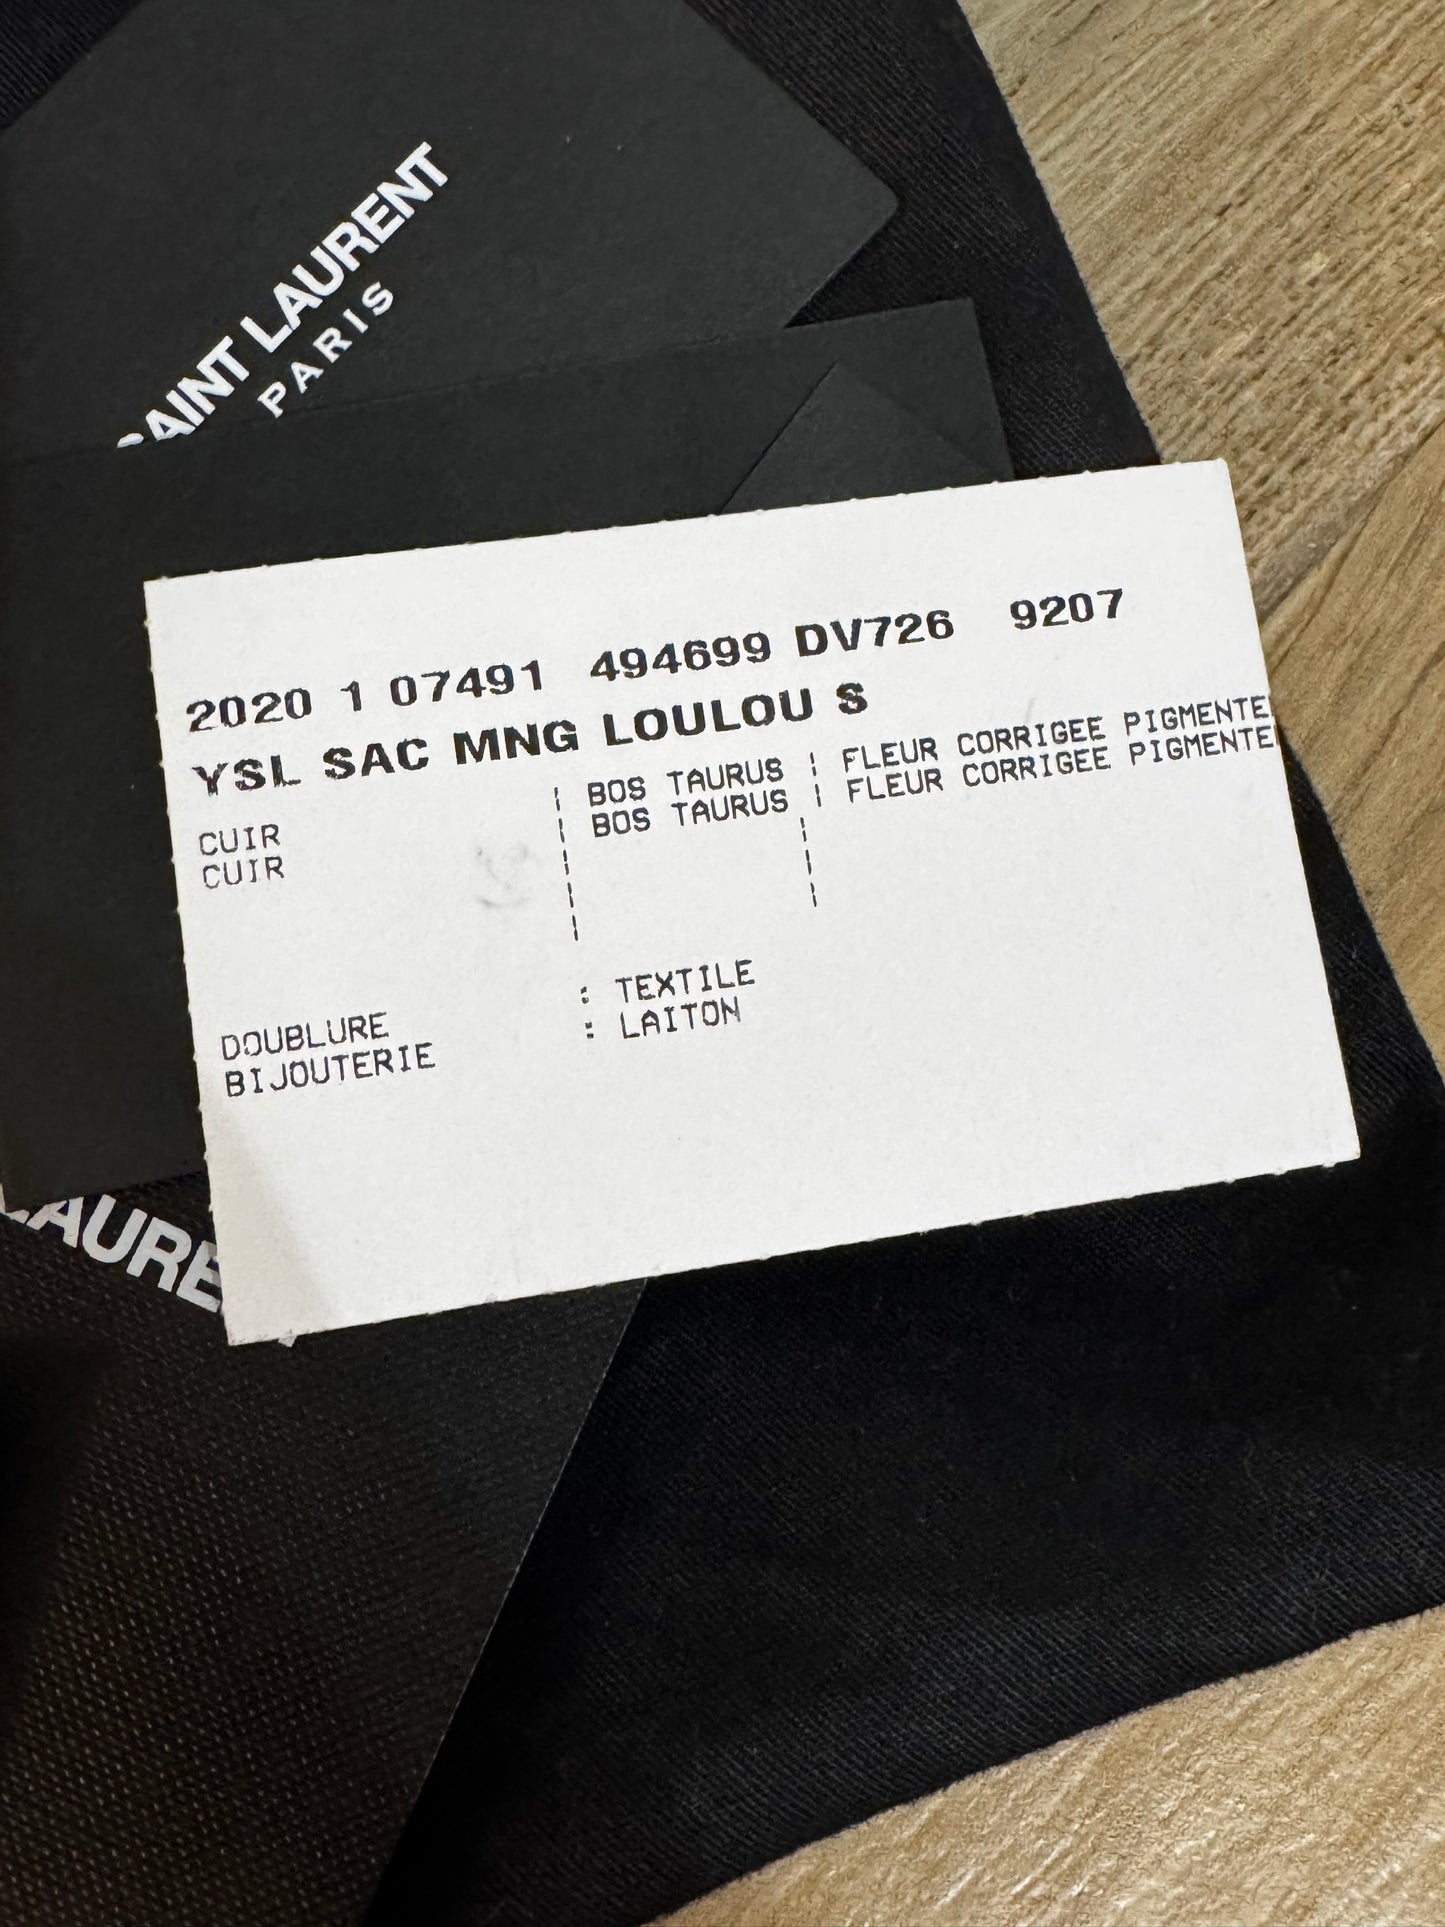 SAINT LAURENT
PARIS
2020 1 07491 494699 DV726 9207
YSL SAC MNG LOULOU S
CUIR ¦ BOS TAURUS ¦ FLEUR CORRIGEE PIGMENTE
CUIR ¦ BOS TAURUS ¦ FLEUR CORRIGEE PIGMENTE
DOUBLURE : TEXTILE
BIJOUTERIE : LAITON
LAURE